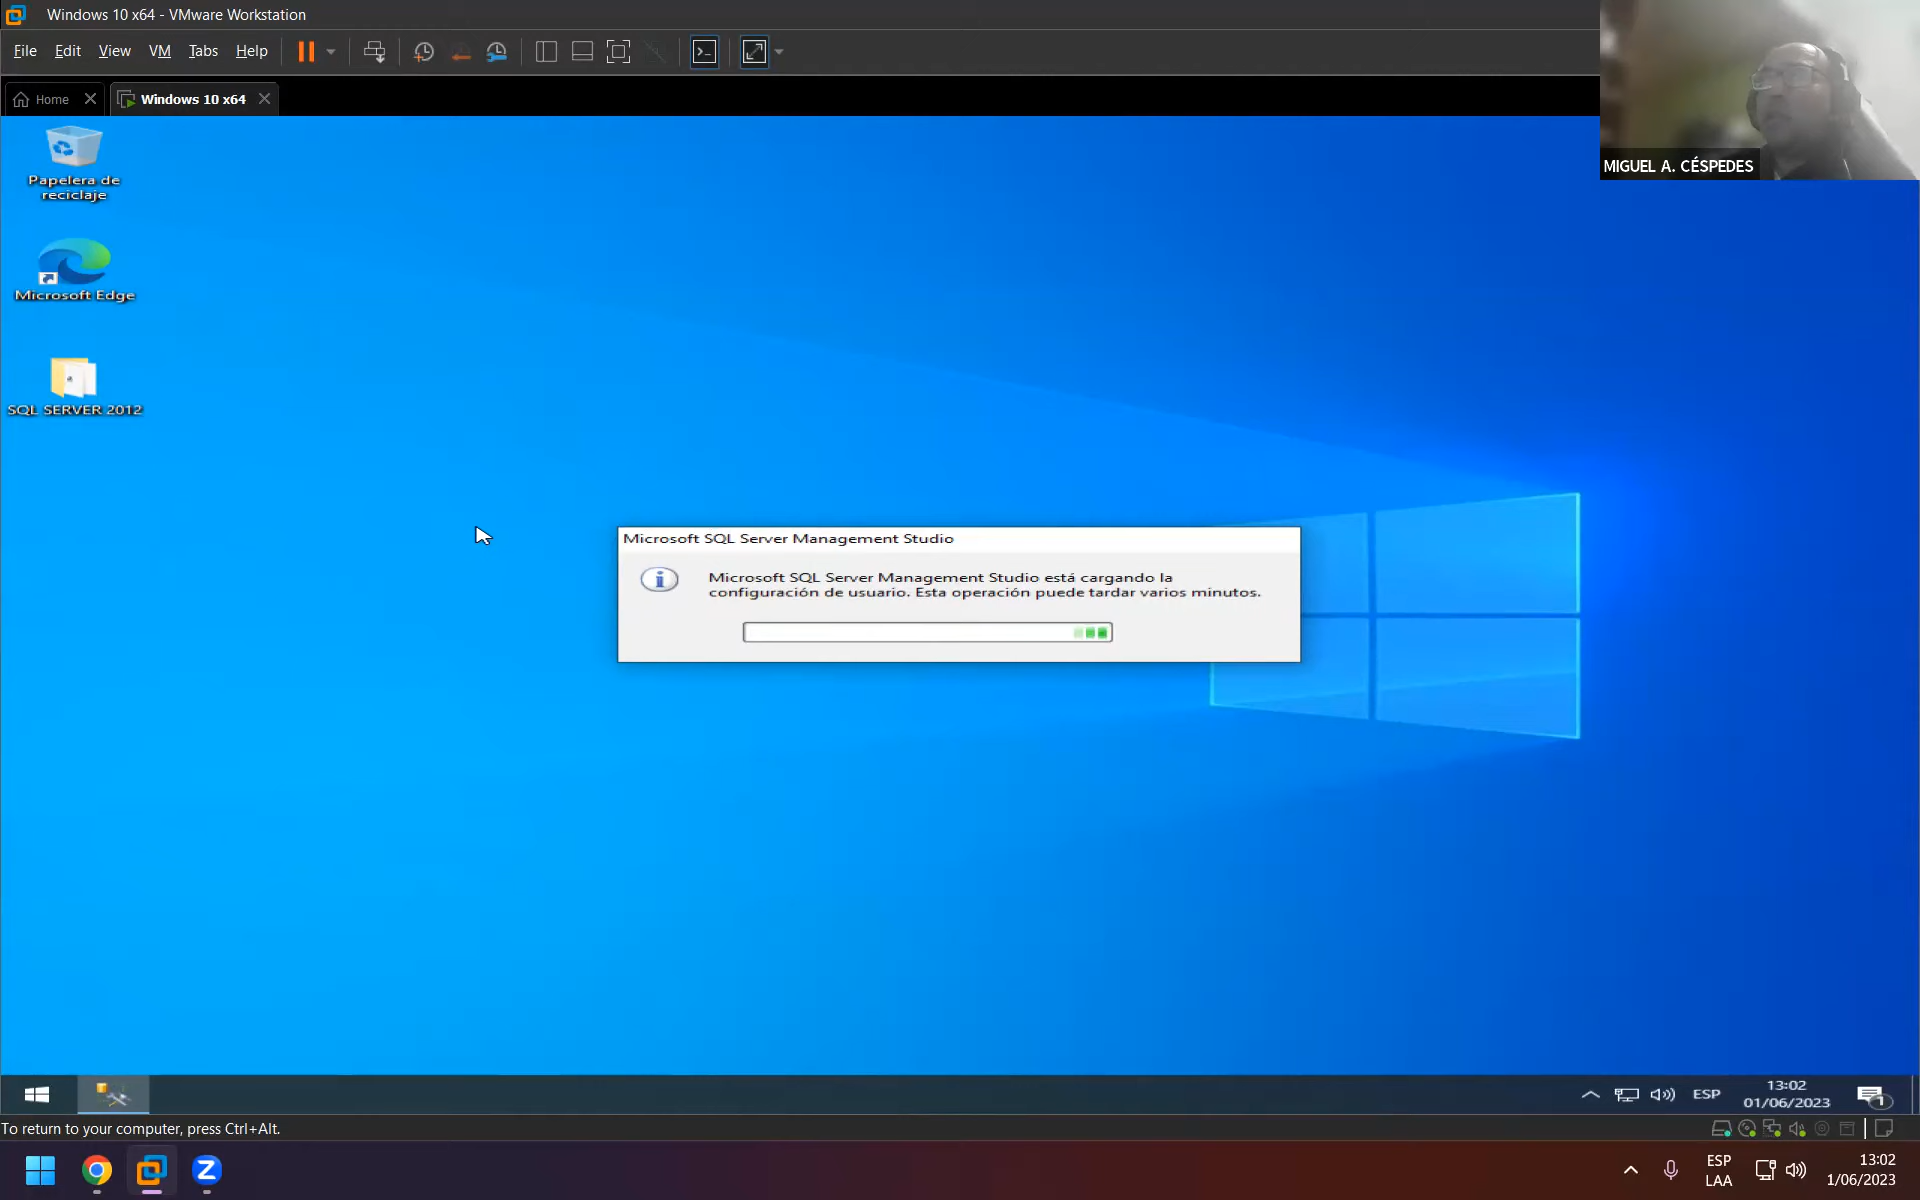 Windows 10 x64 - VMware Workstation
File Edit View VM Tabs Help
Home
Windows 10 x64
MIGUEL A. CÉSPEDES
Papelera de
reciclaje
Microsoft Edge
SQL SERVER 2012
Microsoft SQL Server Management Studio
Microsoft SQL Server Management Studio está cargando la
configuración de usuario. Esta operación puede tardar varios minutos.
ESP
13:02
01/06/2023
1
To return to your computer, press Ctrl+Alt.
ESP
LAA
13:02
1/06/2023